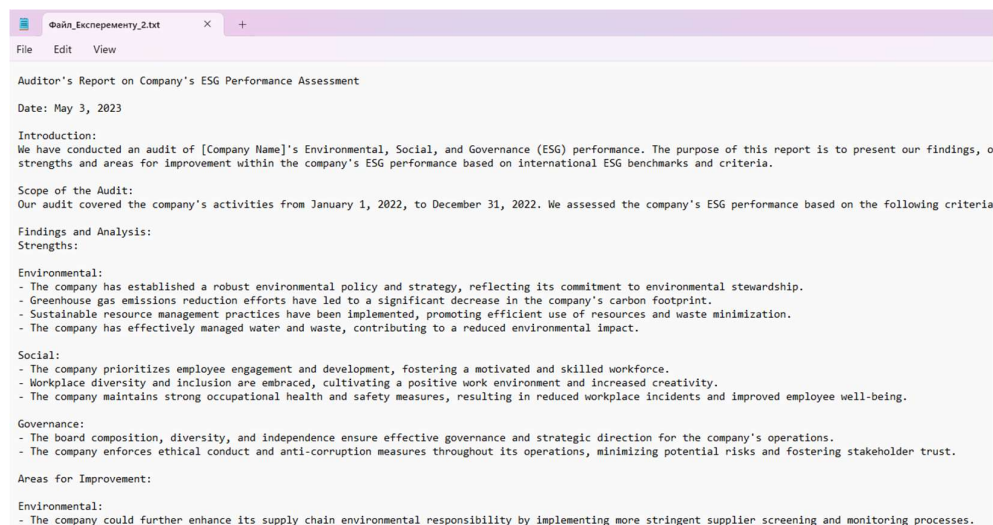 Файл_Експеременту_2.txt
File Edit View
Auditor's Report on Company's ESG Performance Assessment
Date: May 3, 2023
Introduction:
We have conducted an audit of [Company Name]'s Environmental, Social, and Governance (ESG) performance. The purpose of this report is to present our findings,
strengths and areas for improvement within the company's ESG performance based on international ESG benchmarks and criteria.
Scope of the Audit:
Our audit covered the company's activities from January 1, 2022, to December 31, 2022. We assessed the company's ESG performance based on the following criteria
Findings and Analysis:
Strengths:
Environmental:
- The company has established a robust environmental policy and strategy, reflecting its commitment to environmental stewardship.
- Greenhouse gas emissions reduction efforts have led to a significant decrease in the company's carbon footprint.
- Sustainable resource management practices have been implemented, promoting efficient use of resources and waste minimization.
- The company has effectively managed water and waste, contributing to a reduced environmental impact.
Social:
- The company prioritizes employee engagement and development, fostering a motivated and skilled workforce.
- Workplace diversity and inclusion are embraced, cultivating a positive work environment and increased creativity.
- The company maintains strong occupational health and safety measures, resulting in reduced workplace incidents and improved employee well-being.
Governance:
- The board composition, diversity, and independence ensure effective governance and strategic direction for the company's operations.
- The company enforces ethical conduct and anti-corruption measures throughout its operations, minimizing potential risks and fostering stakeholder trust.
Areas for Improvement:
Environmental:
- The company could further enhance its supply chain environmental responsibility by implementing more stringent supplier screening and monitoring processes.